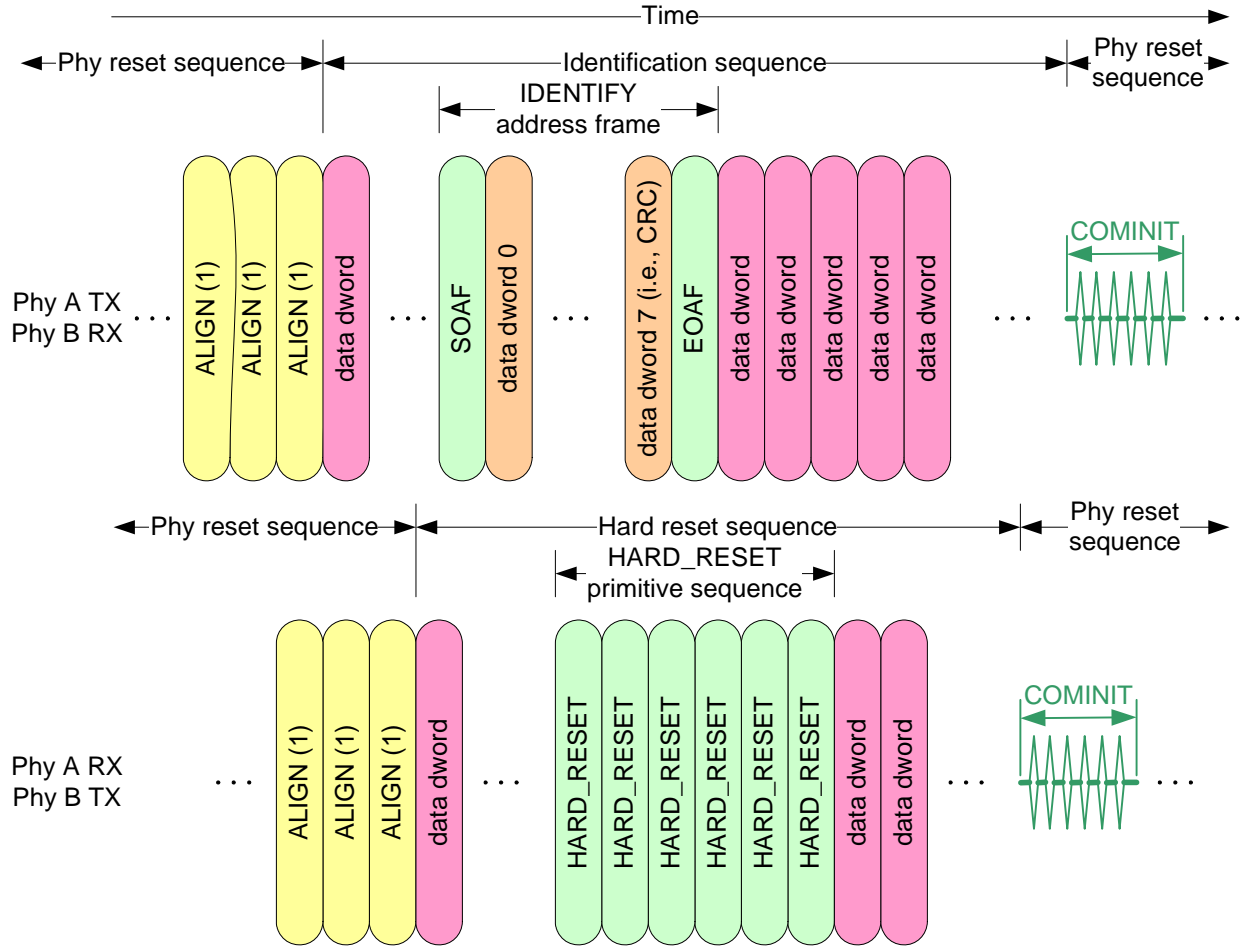 Time
Phy reset sequence
Identification sequence
Phy reset
sequence
IDENTIFY
address frame
Phy A TX
Phy B RX
. . .
ALIGN (1)
ALIGN (1)
ALIGN (1)
data dword
. . .
SOAF
data dword 0
. . .
data dword 7 (i.e., CRC)
EOAF
data dword
data dword
data dword
data dword
data dword
. . .
COMINIT
. . .
Phy reset sequence
Hard reset sequence
Phy reset
sequence
HARD_RESET
primitive sequence
Phy A RX
Phy B TX
. . .
ALIGN (1)
ALIGN (1)
ALIGN (1)
data dword
. . .
HARD_RESET
HARD_RESET
HARD_RESET
HARD_RESET
HARD_RESET
HARD_RESET
data dword
data dword
. . .
COMINIT
. . .